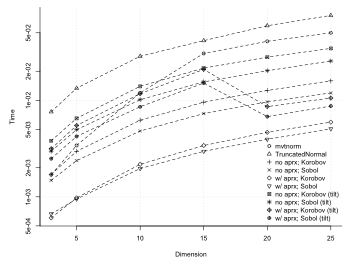 5e-02
2e-02
1e-02
5e-03
2e-03
1e-03
5e-04
Time
mvtnorm
TruncatedNormal
no aprx; Korobov
no aprx; Sobol
w/ aprx; Korobov
w/ aprx; Sobol
no aprx; Korobov (tilt)
no aprx; Sobol (tilt)
w/ aprx; Korobov (tilt)
w/ aprx; Sobol (tilt)
5 10 15 20 25
Dimension